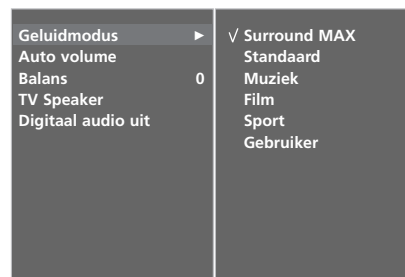 Geluidmodus ►
Auto volume
Balans 0
TV Speaker
Digitaal audio uit
√ Surround MAX
Standaard
Muziek
Film
Sport
Gebruiker